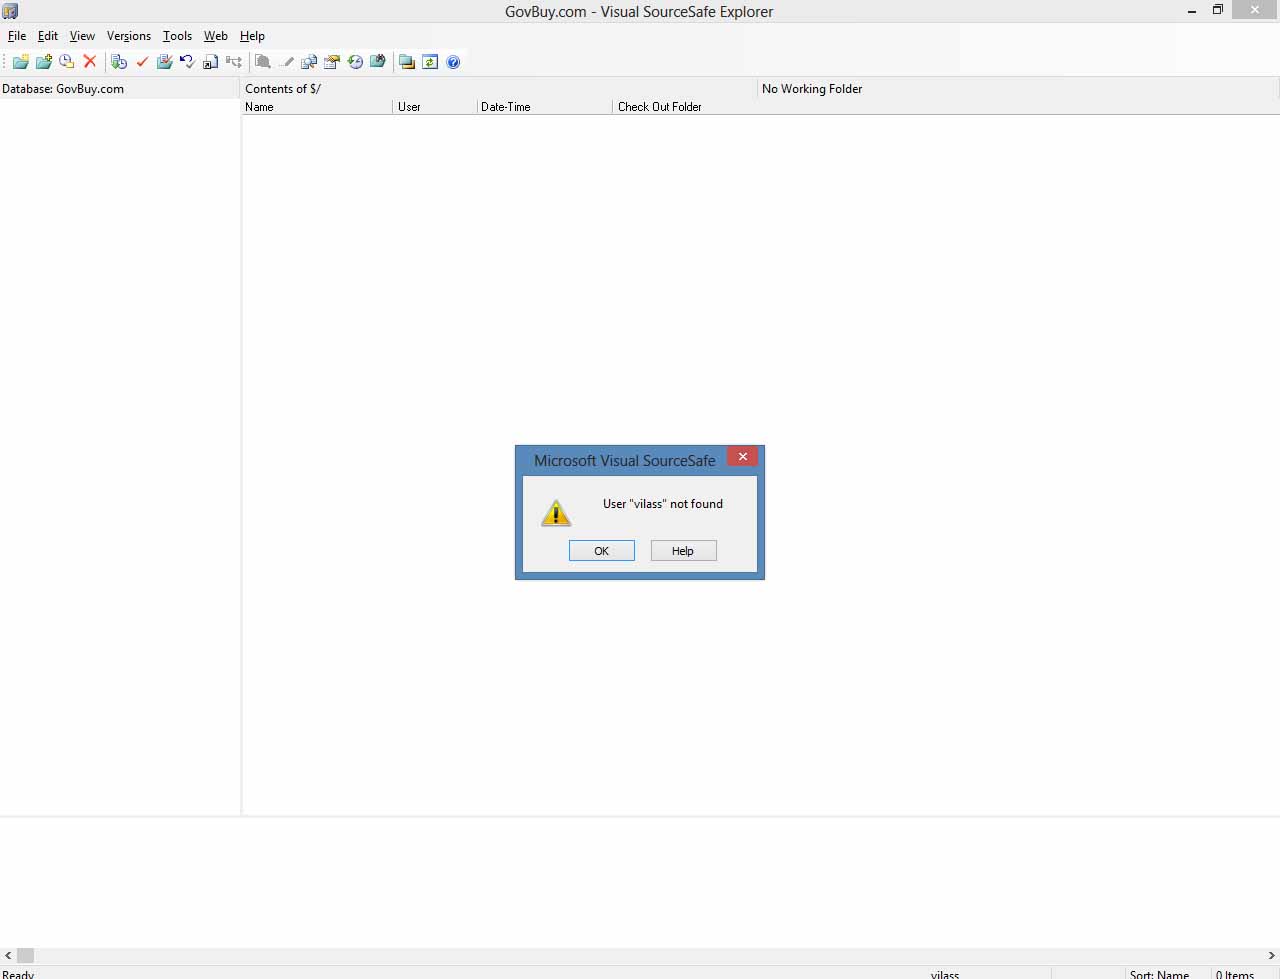 GovBuy.com - Visual SourceSafe Explorer
File Edit View Versions Tools Web Help
Database: GovBuy.com Contents of $/ No Working Folder
Name User Date-Time Check Out Folder
Microsoft Visual SourceSafe
User "vilass" not found
OK Help
Ready vilass Sort: Name 0 Items